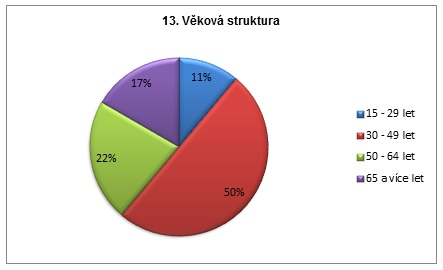 13. Věková struktura
17%
11%
22%
50%
15 - 29 let
30 - 49 let
50 - 64 let
65 a více let